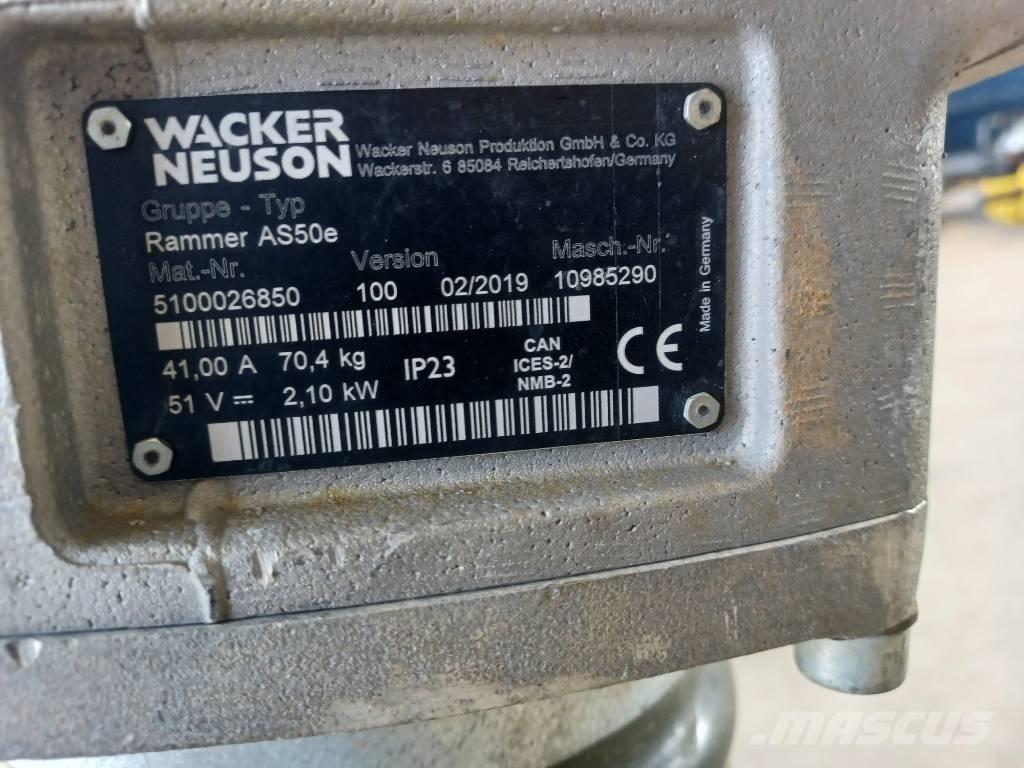 WACKER
NEUSON
Wacker Neuson Produktion GmbH & Co. KG
Wackerstr. 6 85084 Reichertshofen/Germany
Gruppe - Typ
Rammer AS50e
Mat.-Nr. Version Masch.-Nr.
5100026850 100 02/2019 10985290
41,00 A 70,4 kg IP23
51 V 2,10 kW
CAN
ICES-2/
NMB-2
CE
Made in Germany
MASCUS